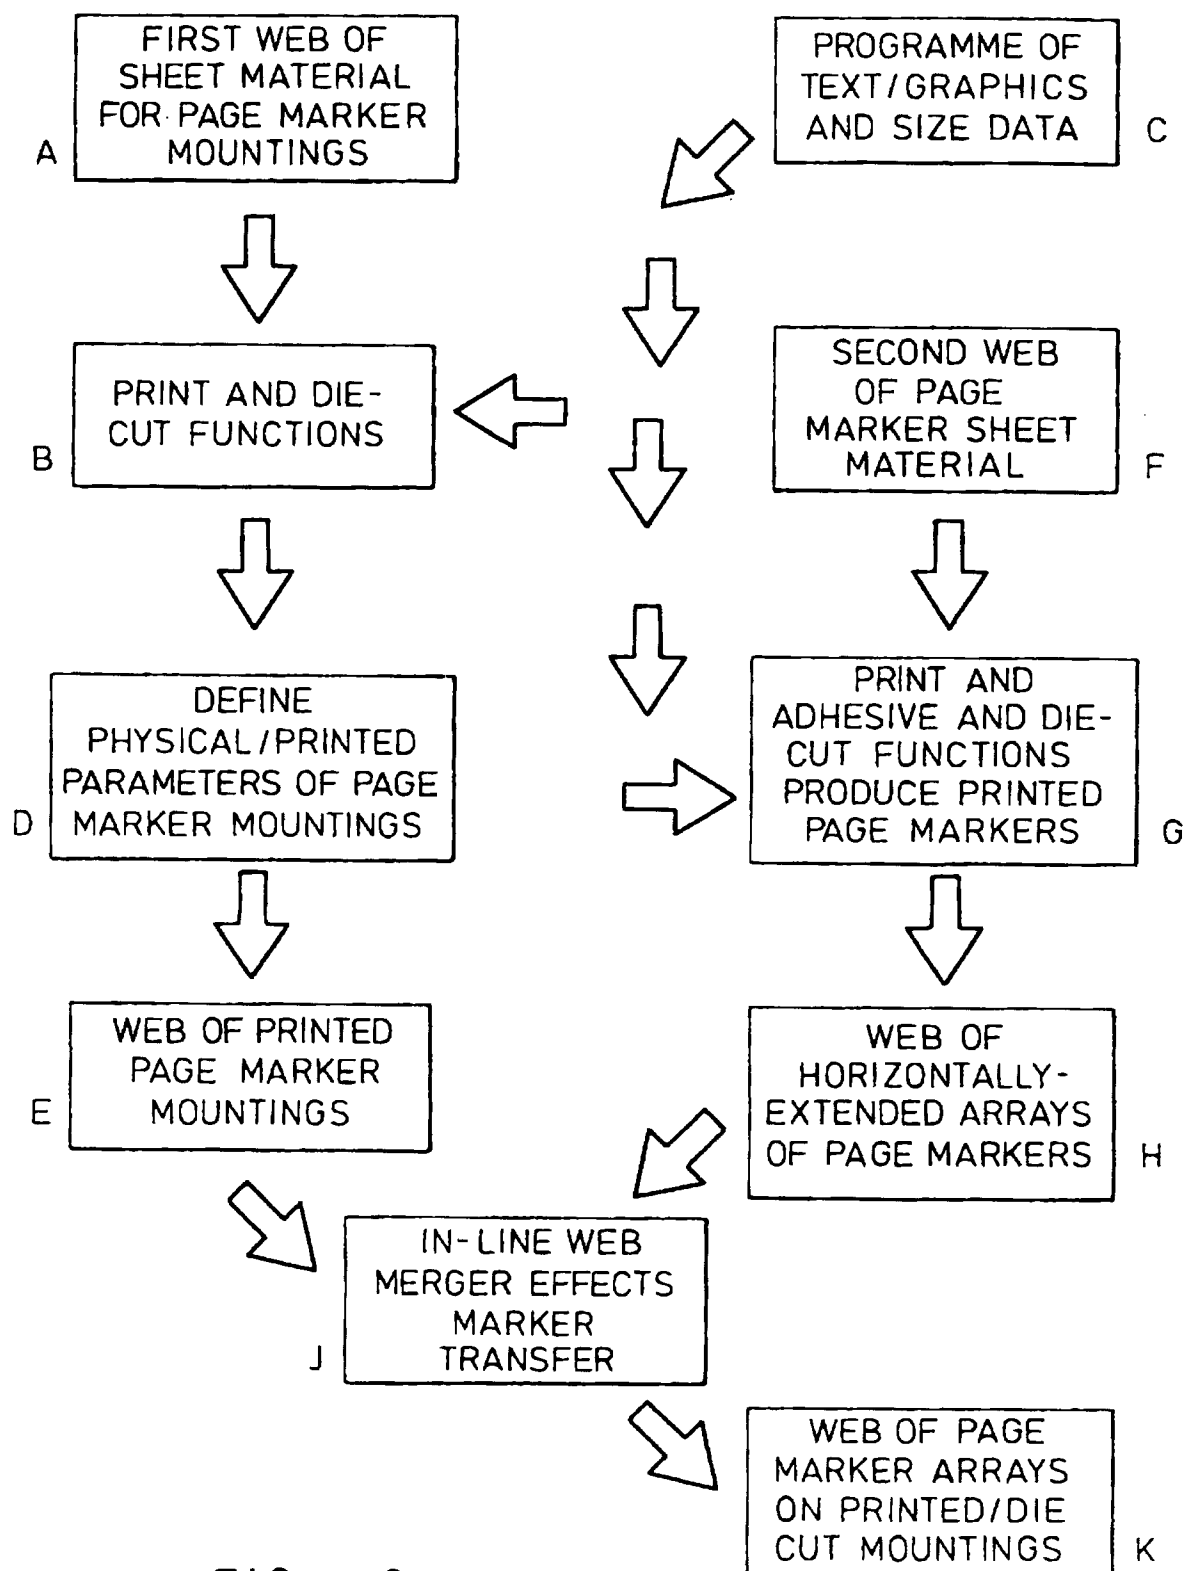 FIRST WEB OF
SHEET MATERIAL
FOR PAGE MARKER
MOUNTINGS
A
PROGRAMME OF
TEXT/GRAPHICS
AND SIZE DATA
C
PRINT AND DIE-
CUT FUNCTIONS
B
SECOND WEB
OF PAGE
MARKER SHEET
MATERIAL
F
DEFINE
PHYSICAL/PRINTED
PARAMETERS OF PAGE
MARKER MOUNTINGS
D
PRINT AND
ADHESIVE AND DIE-
CUT FUNCTIONS
PRODUCE PRINTED
PAGE MARKERS
G
WEB OF PRINTED
PAGE MARKER
MOUNTINGS
E
WEB OF
HORIZONTALLY-
EXTENDED ARRAYS
OF PAGE MARKERS
H
IN-LINE WEB
MERGER EFFECTS
MARKER
TRANSFER
J
WEB OF PAGE
MARKER ARRAYS
ON PRINTED/DIE
CUT MOUNTINGS
K